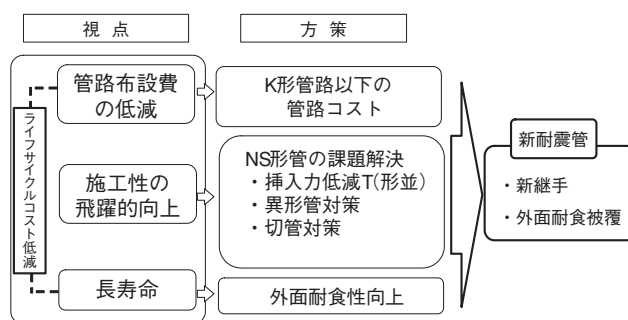 視 点
方 策
ライフサイクルコスト低減
管路布設費
の低減
K形管路以下の
管路コスト
施工性の
飛躍的向上
NS形管の課題解決
・挿入力低減T(形並)
・異形管対策
・切管対策
長寿命
外面耐食性向上
新耐震管
・新継手
・外面耐食被覆